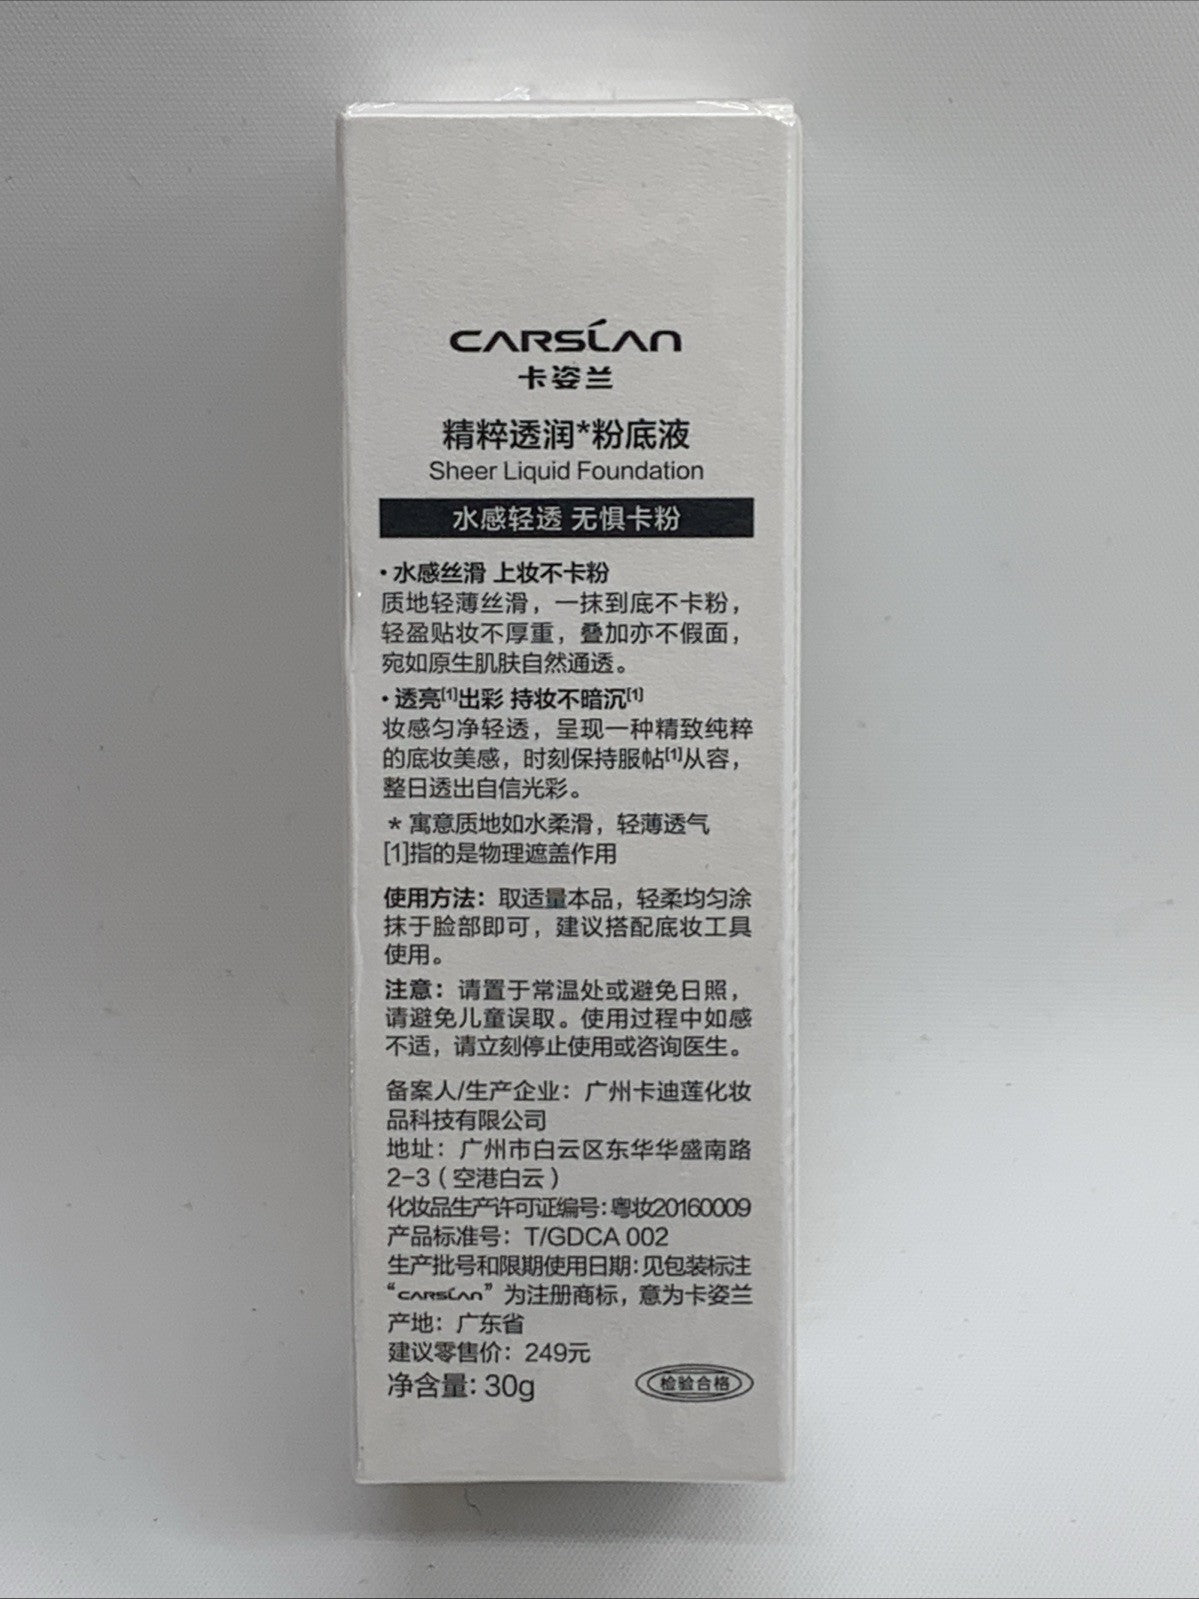 CARSLAN
卡姿兰
精粹透润*粉底液
Sheer Liquid Foundation
水感轻透 无惧卡粉
·水感丝滑 上妆不卡粉
质地轻薄丝滑，一抹到底不卡粉，
轻盈贴妆不厚重，叠加亦不假面，
宛如原生肌肤自然通透。
·透亮[1]出彩 持妆不暗沉[1]
妆感匀净轻透，呈现一种精致纯粹
的底妆美感，时刻保持服帖[1]从容，
整日透出自信光彩。
* 寓意质地如水柔滑，轻薄透气
[1]指的是物理遮盖作用
使用方法：取适量本品，轻柔均匀涂
抹于脸部即可，建议搭配底妆工具
使用。
注意：请置于常温处或避免日照，
请避免儿童误取。使用过程中如感
不适，请立刻停止使用或咨询医生。
备案人/生产企业：广州卡迪莲化妆
品科技有限公司
地址：广州市白云区东华华盛南路
2-3（空港白云）
化妆品生产许可证编号：粤妆20160009
产品标准号：T/GDCA 002
生产批号和限期使用日期：见包装标注
“CARSLAN”为注册商标，意为卡姿兰
产地：广东省
建议零售价：249元
净含量：30g
检验合格